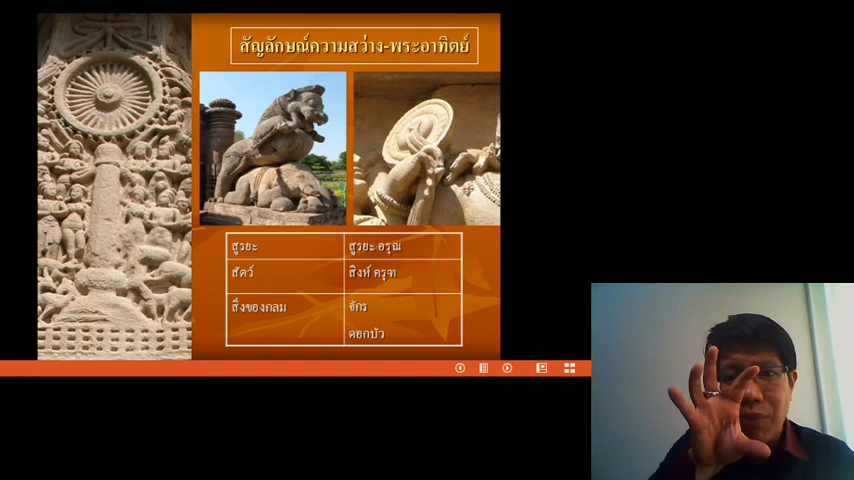 สัญลักษณ์ความสว่าง-พระอาทิตย์
สูรยะ
สูรยะ อรุณ
สัตว์
สิงห์ ครุฑ
สิ่งของกลม
จักร
ดอกบัว